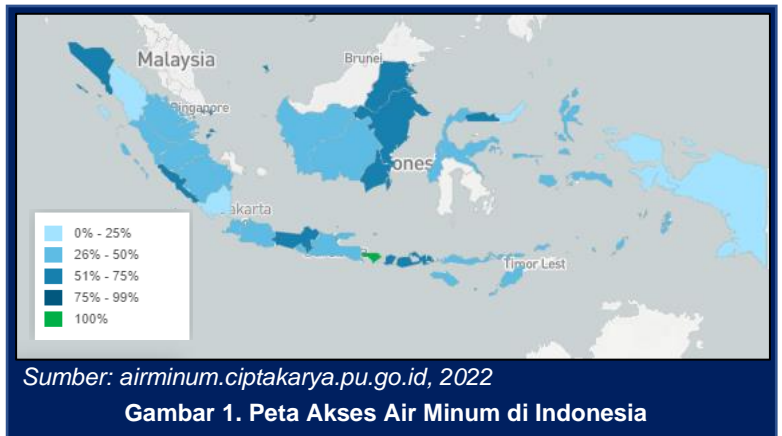 Malaysia
Brunei
Singapore
ones
akarta
Timor Lest
0% - 25%
26% - 50%
51% - 75%
75% - 99%
100%
Sumber: airminum.ciptakarya.pu.go.id, 2022
Gambar 1. Peta Akses Air Minum di Indonesia